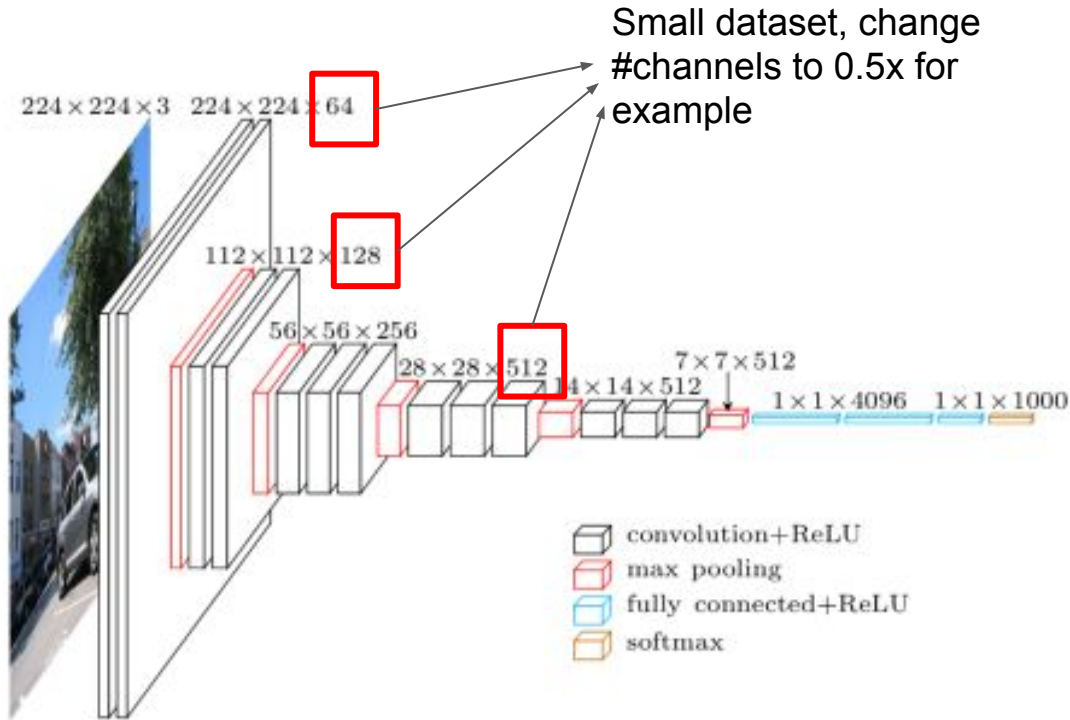 Small dataset, change
#channels to 0.5x for
example
224 × 224 × 3
224 × 224 × 64
112 × 112 × 128
56 × 56 × 256
28 × 28 × 512
14 × 14 × 512
7 × 7 × 512
1 × 1 × 4096
1 × 1 × 1000
convolution+ReLU
max pooling
fully connected+ReLU
softmax